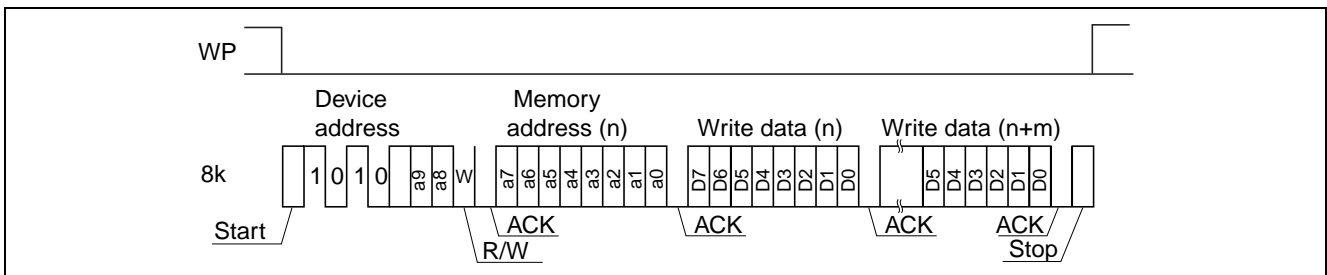 WP
Device
address
Memory
address (n)
Write data (n)
Write data (n+m)
8k
1 0 1 0 a9 a8 W a7 a6 a5 a4 a3 a2 a1 a0 D7 D6 D5 D4 D3 D2 D1 D0 D5 D4 D3 D2 D1 D0
Start
ACK
ACK
ACK
ACK
R/W
Stop